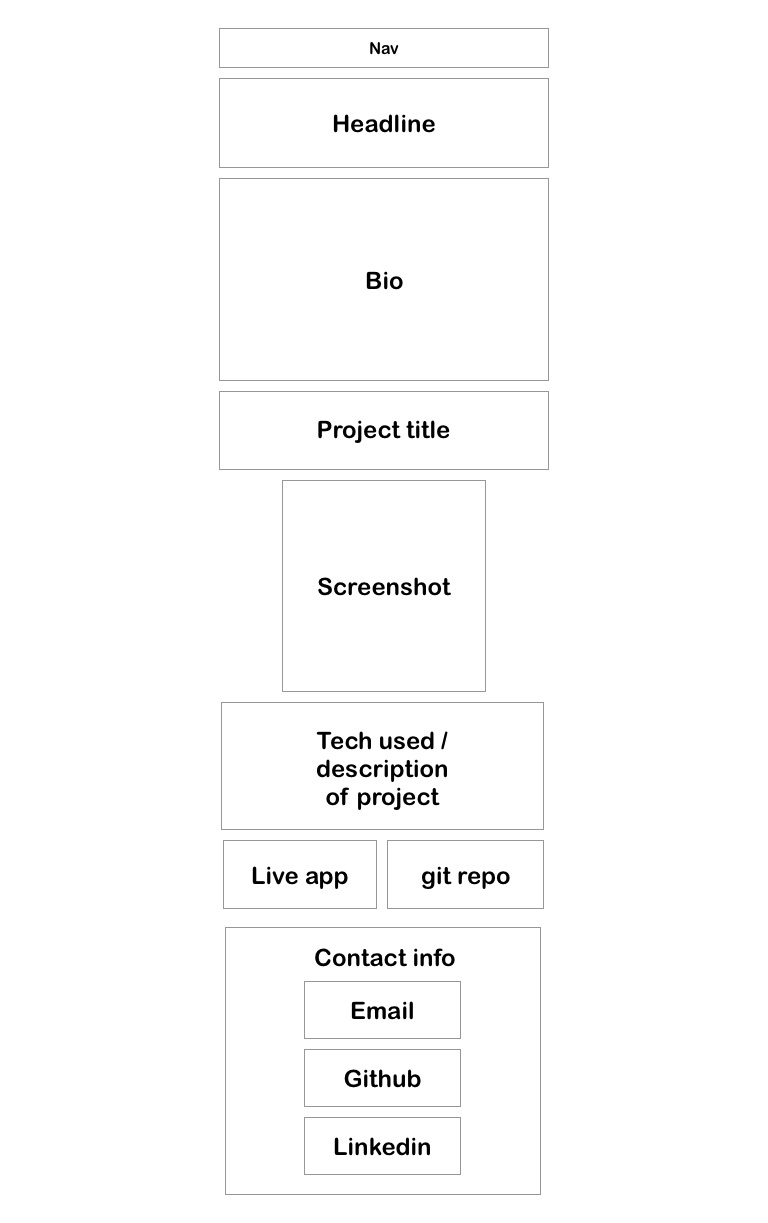 Nav
Headline
Bio
Project title
Screenshot
Tech used /
description
of project
Live app
git repo
Contact info
Email
Github
Linkedin